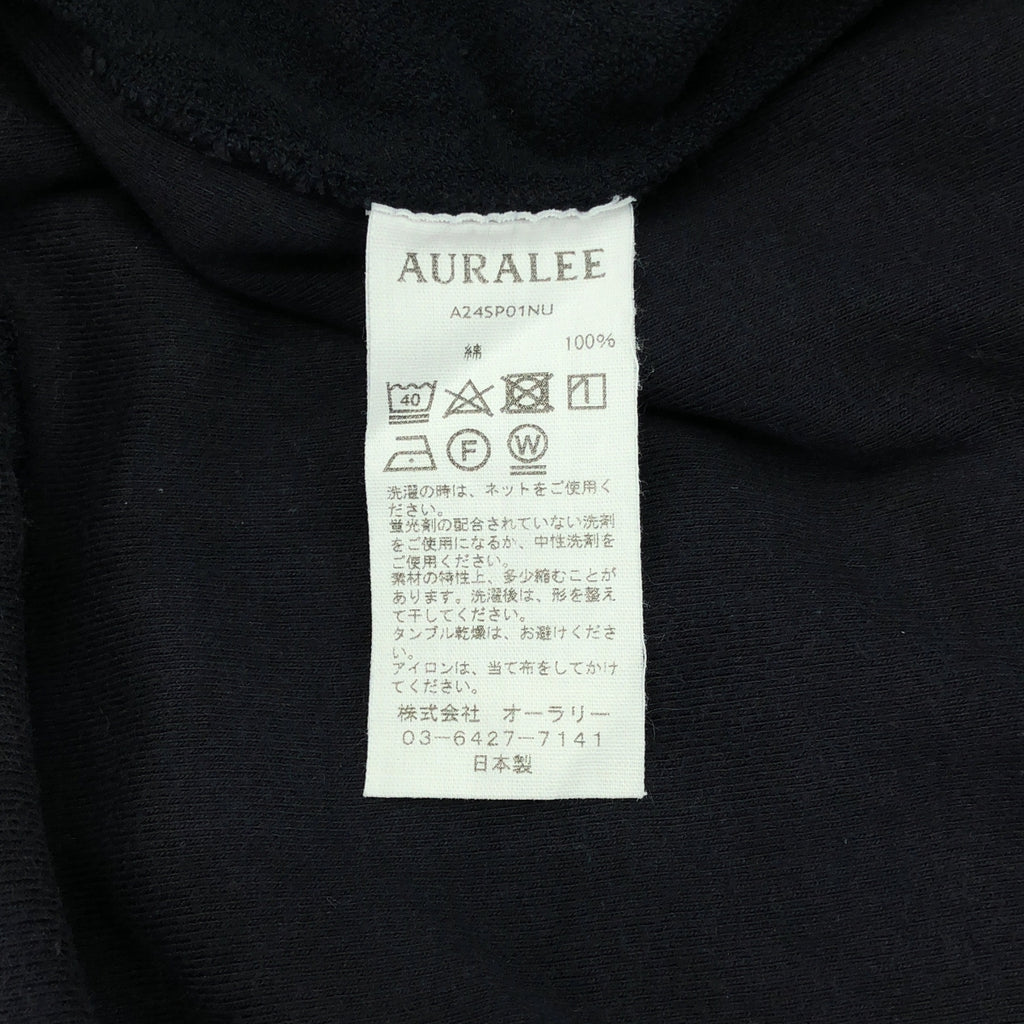 AURALEE
A24SP01NU
綿 100%
40
F W
洗濯の時は、ネットをご使用く
ださい。
蛍光剤の配合されていない洗剤
をご使用になるか、中性洗剤を
ご使用ください。
素材の特性上、多少縮むことが
あります。洗濯後は、形を整え
て干してください。
タンブル乾燥は、お避けくださ
い。
アイロンは、当て布をしてかけ
てください。
株式会社 オーラリー
03-6427-7141
日本製